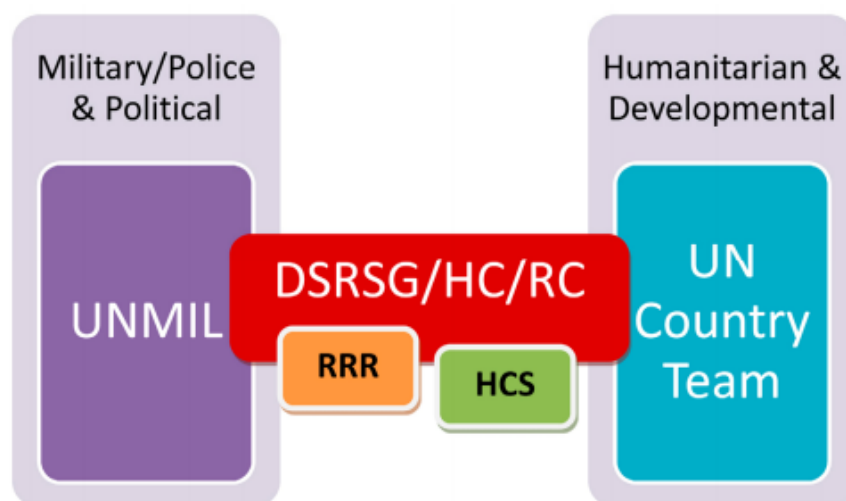 Military/Police
& Political
UNMIL
DSRSG/HC/RC
RRR
HCS
Humanitarian &
Developmental
UN
Country
Team